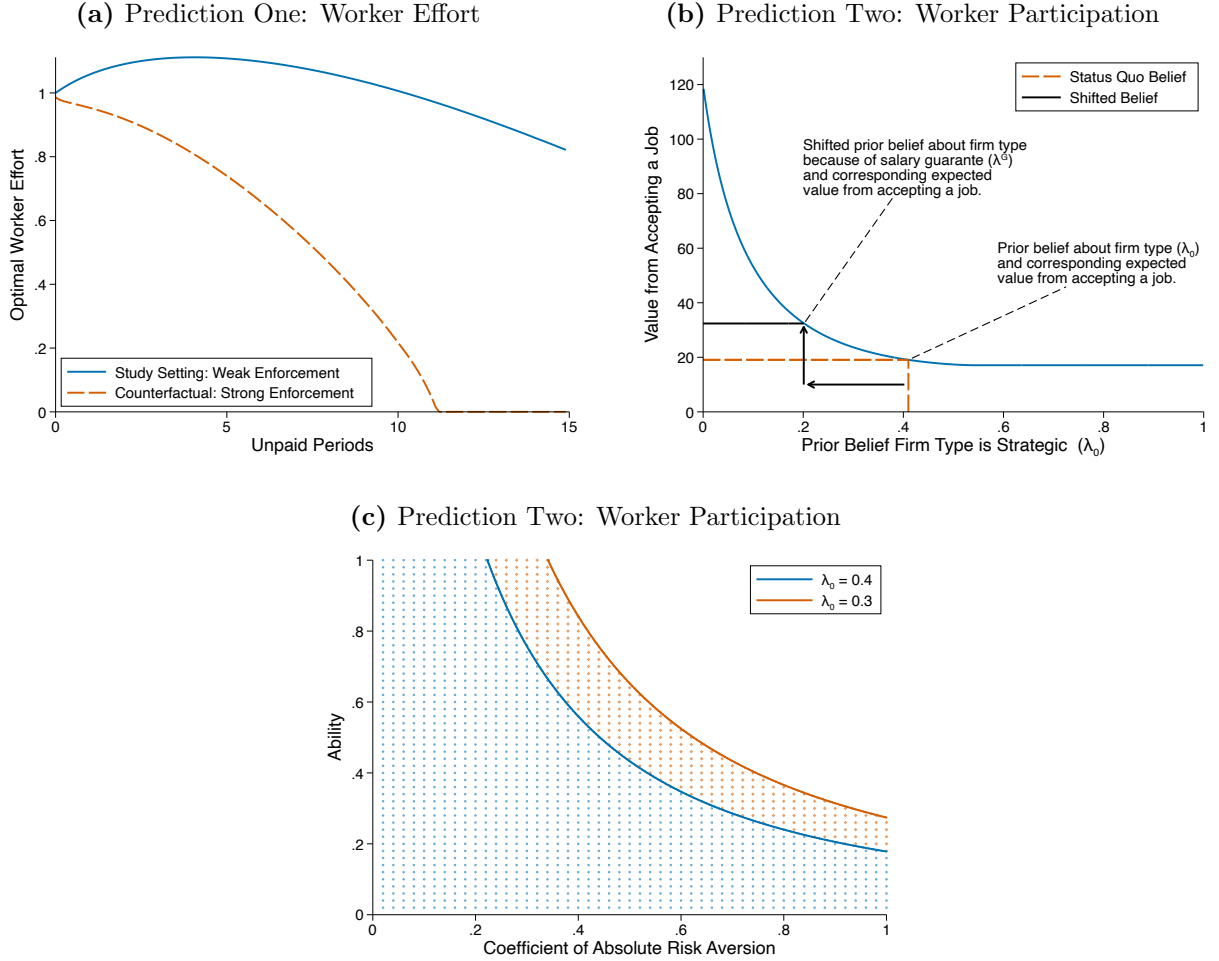 (a) Prediction One: Worker Effort
Optimal Worker Effort
1
.8
.6
.4
.2
0
Study Setting: Weak Enforcement
Counterfactual: Strong Enforcement
0 5 10 15
Unpaid Periods
(b) Prediction Two: Worker Participation
Value from Accepting a Job
120
100
80
60
40
20
0
Status Quo Belief
Shifted Belief
Shifted prior belief about firm type
because of salary guarante (λᴳ)
and corresponding expected
value from accepting a job.
Prior belief about firm type (λ₀)
and corresponding expected
value from accepting a job.
0 .2 .4 .6 .8 1
Prior Belief Firm Type is Strategic (λ₀)
(c) Prediction Two: Worker Participation
Ability
1
.8
.6
.4
.2
0
λ₀ = 0.4
λ₀ = 0.3
0 .2 .4 .6 .8 1
Coefficient of Absolute Risk Aversion